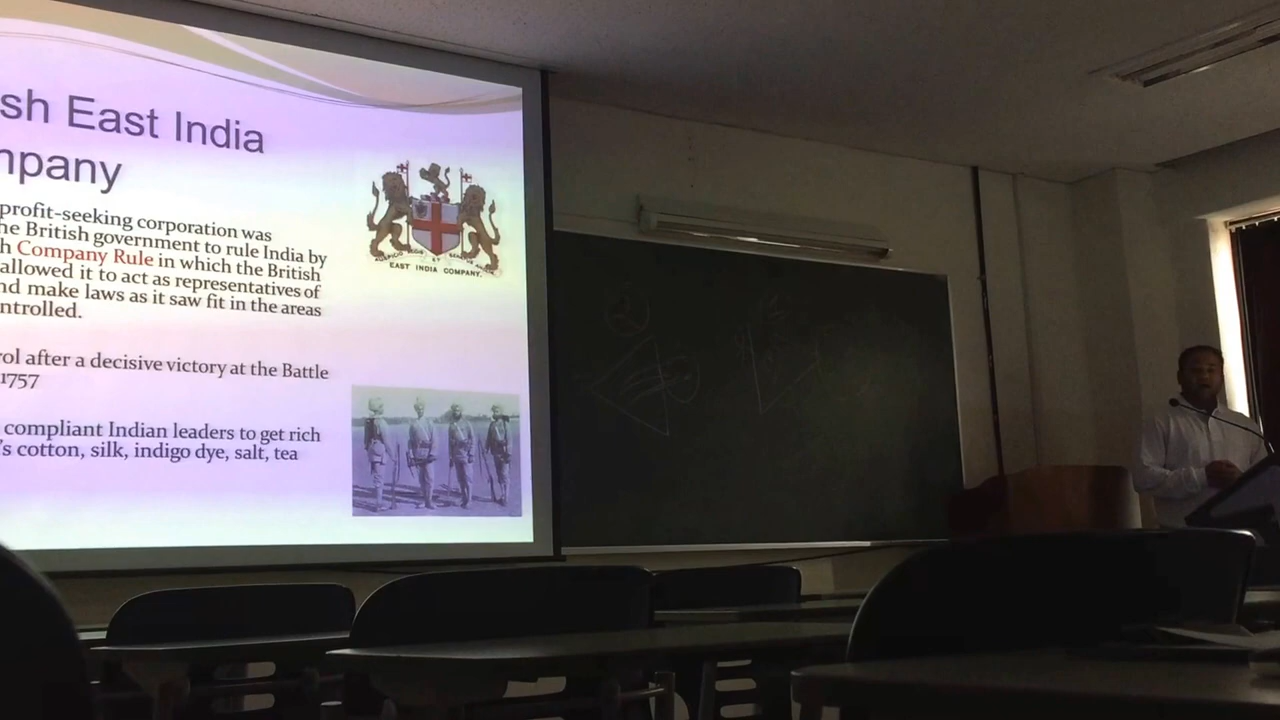 sh East India
mpany
profit-seeking corporation was
he British government to rule India by
h Company Rule in which the British
allowed it to act as representatives of
nd make laws as it saw fit in the areas
ntrolled.
EAST INDIA COMPANY.
rol after a decisive victory at the Battle
1757
compliant Indian leaders to get rich
's cotton, silk, indigo dye, salt, tea